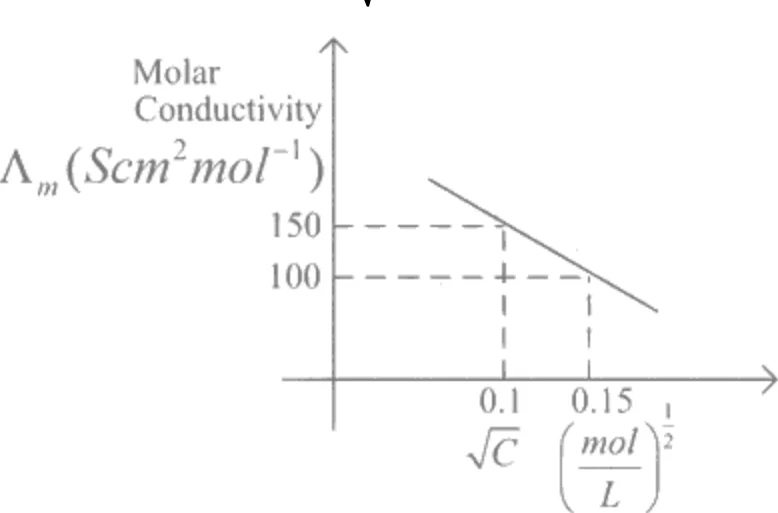 Molar
Conductivity
Λₘ(Scm²mol⁻¹)
150
100
0.1 0.15
√C (mol/L)^(1/2)